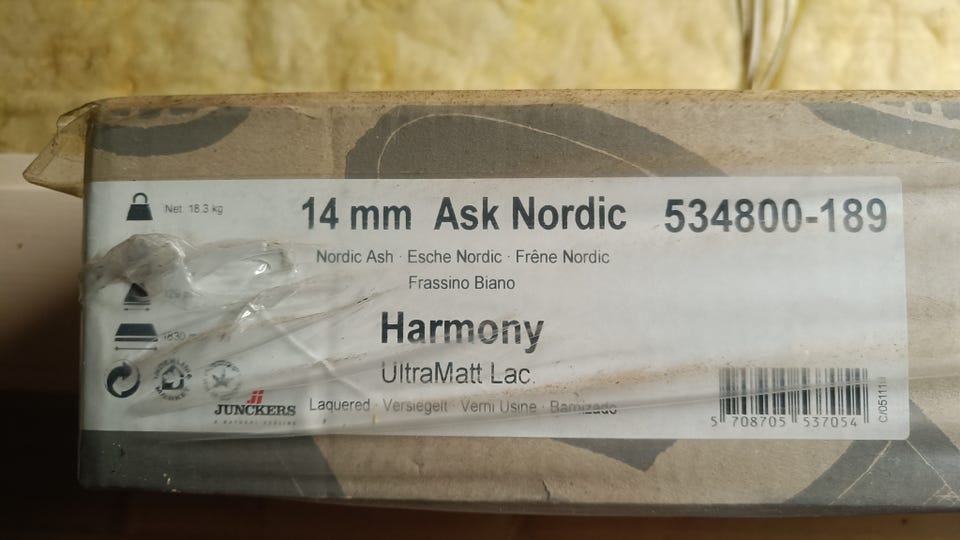 Net. 18.3 kg
14 mm Ask Nordic 534800-189
Nordic Ash · Esche Nordic · Frêne Nordic
Frassino Biano
Harmony
UltraMatt Lac
JUNCKERS
Laquered · Versiegelt · Verni Usine · Barnizado
5 708705 537054